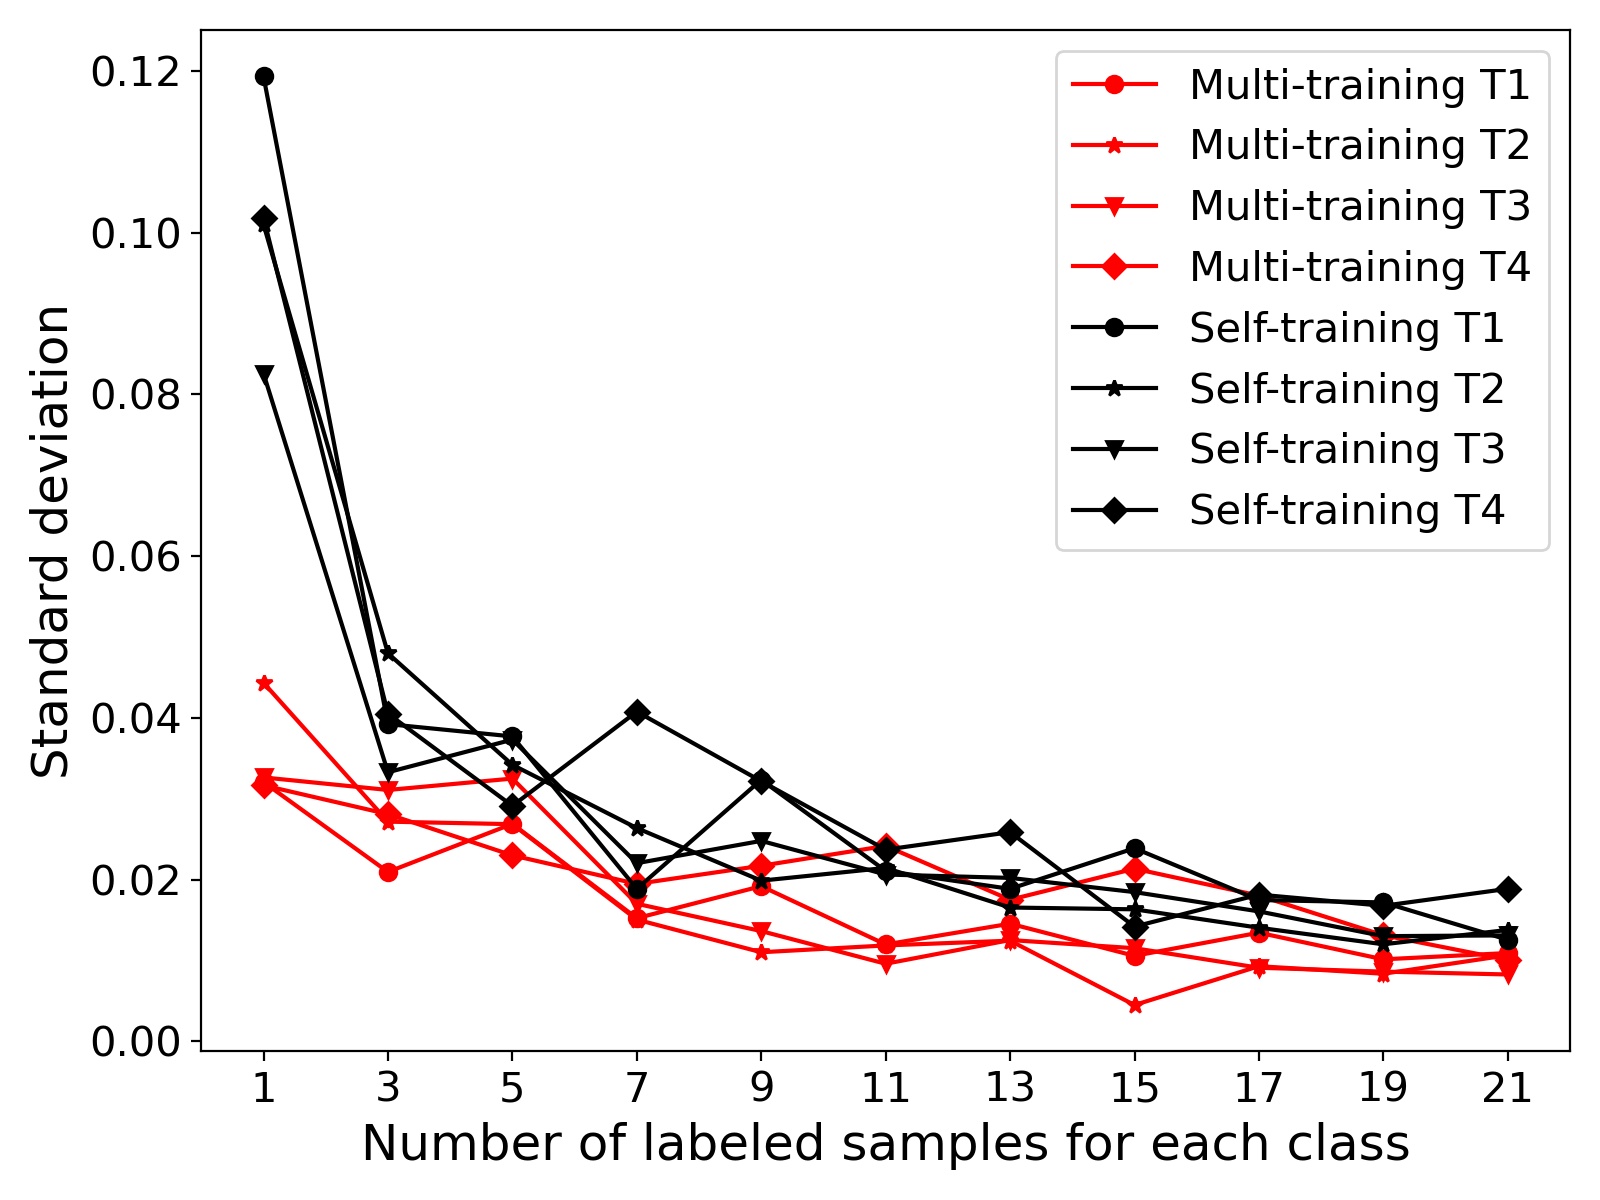 Standard deviation
0.12
0.10
0.08
0.06
0.04
0.02
0.00
Multi-training T1
Multi-training T2
Multi-training T3
Multi-training T4
Self-training T1
Self-training T2
Self-training T3
Self-training T4
1 3 5 7 9 11 13 15 17 19 21
Number of labeled samples for each class